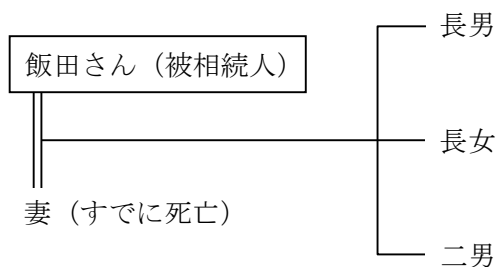 長男
飯田さん（被相続人）
長女
妻（すでに死亡）
二男